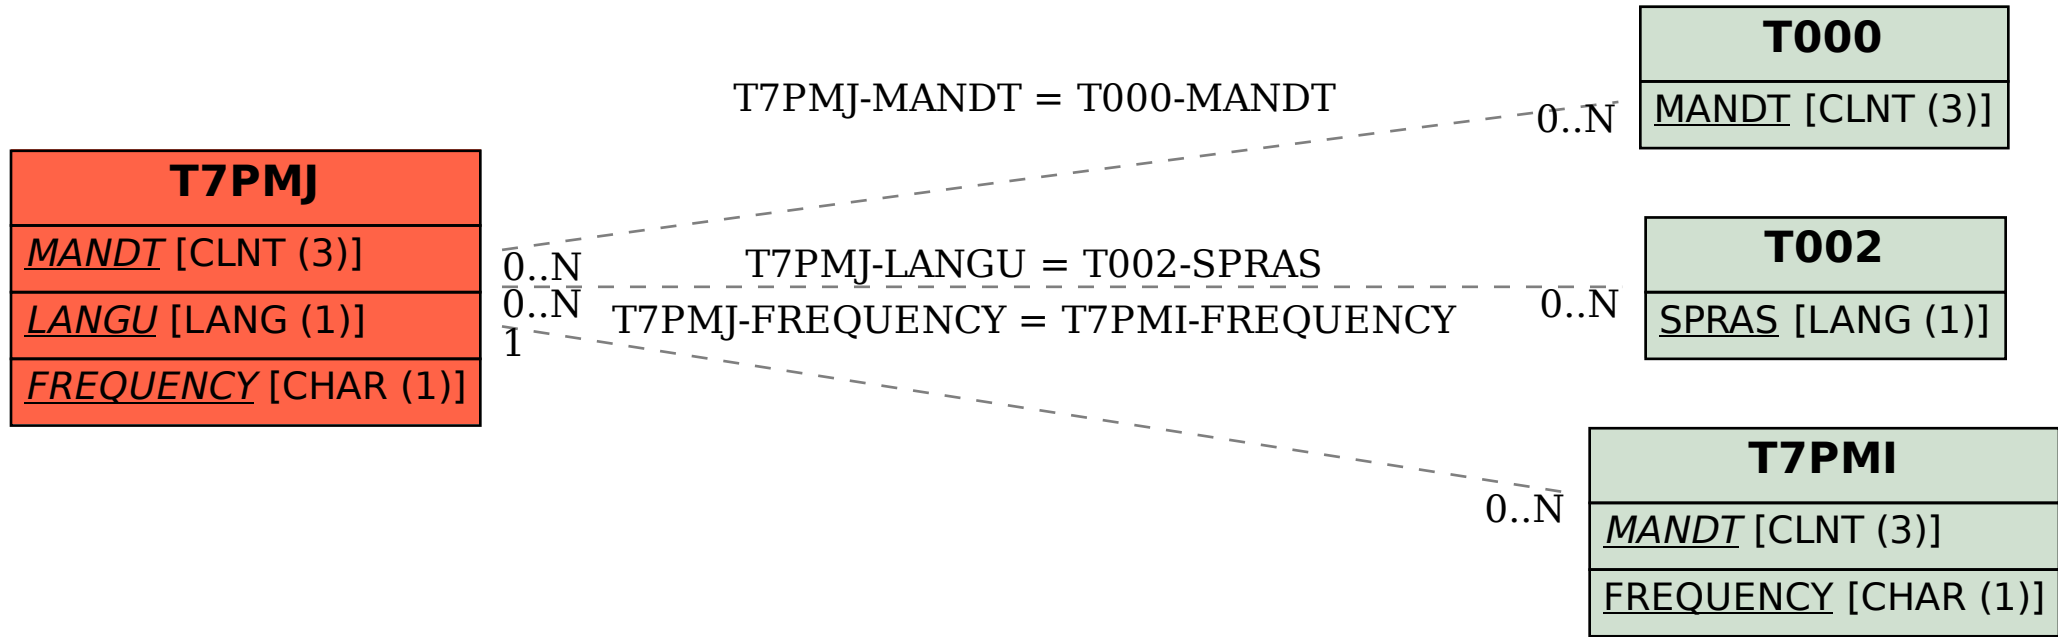 T7PMJ
MANDT [CLNT (3)]
LANGU [LANG (1)]
FREQUENCY [CHAR (1)]
T7PMJ-MANDT = T000-MANDT
0..N
0..N
T7PMJ-LANGU = T002-SPRAS
0..N
0..N
T7PMJ-FREQUENCY = T7PMI-FREQUENCY
1
0..N
T000
MANDT [CLNT (3)]
T002
SPRAS [LANG (1)]
T7PMI
MANDT [CLNT (3)]
FREQUENCY [CHAR (1)]